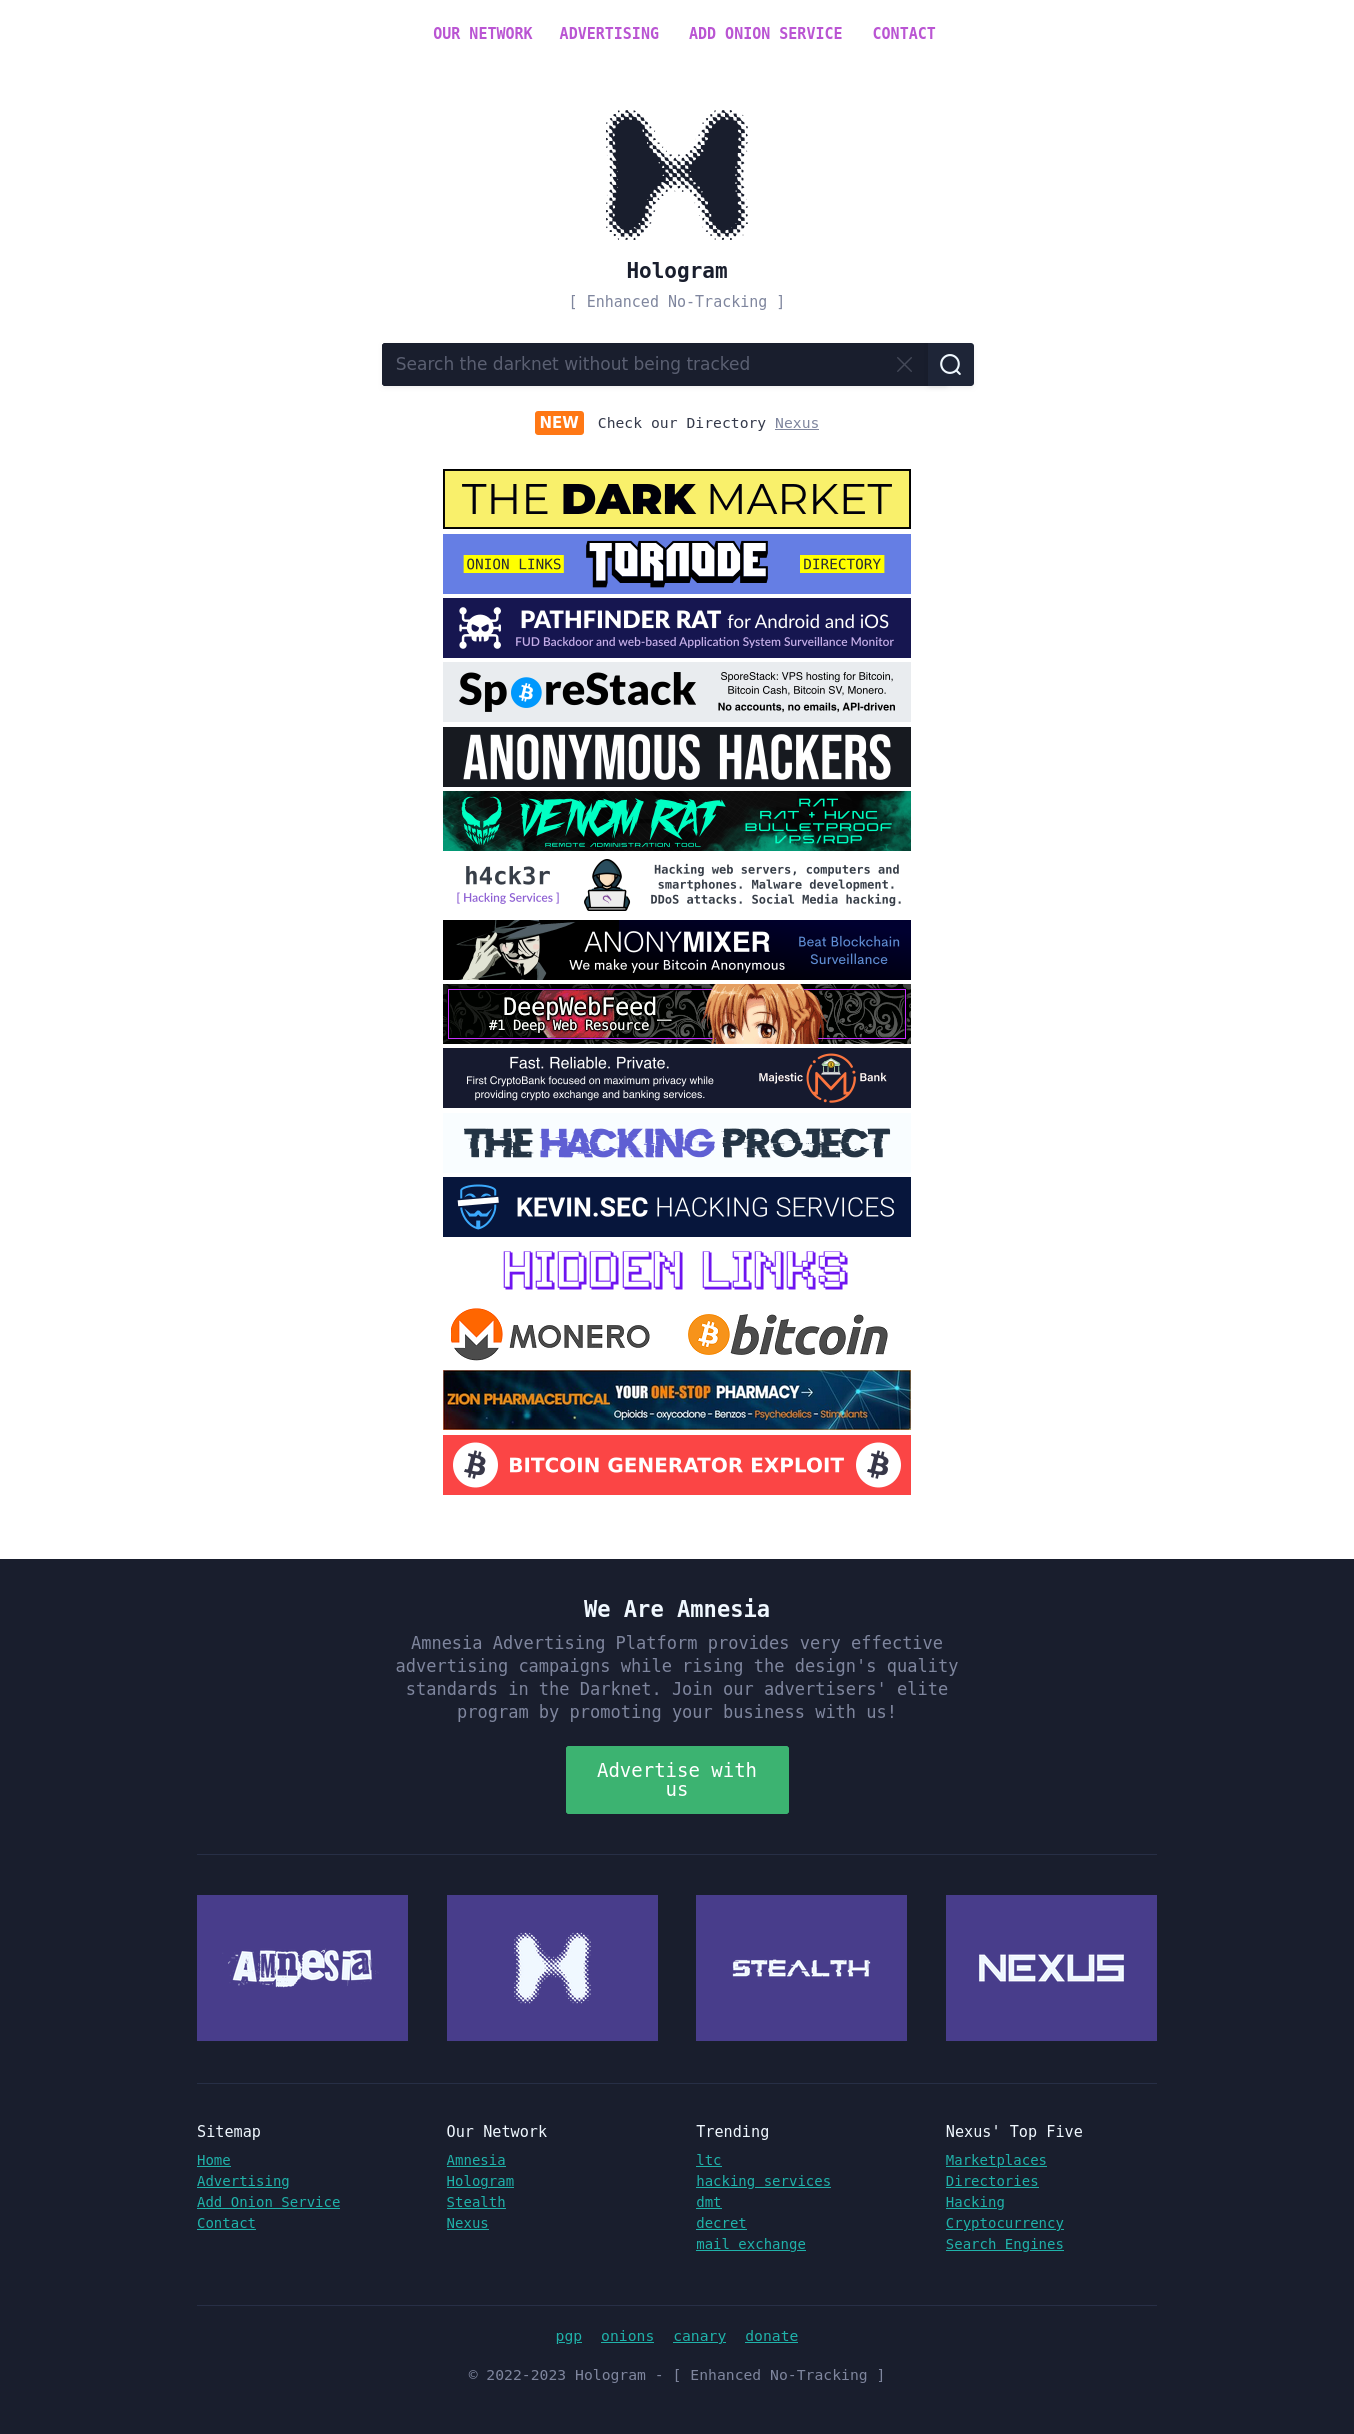 OUR NETWORK ADVERTISING ADD ONION SERVICE CONTACT
Hologram
[ Enhanced No-Tracking ]
Search the darknet without being tracked
NEW Check our Directory Nexus
THE DARK MARKET
ONION LINKS TORNODE DIRECTORY
PATHFINDER RAT for Android and iOS
FUD Backdoor and web-based Application System Surveillance Monitor
SporeStack
SporeStack: VPS hosting for Bitcoin,
Bitcoin Cash, Bitcoin SV, Monero.
No accounts, no emails, API-driven
ANONYMOUS HACKERS
VENOM RAT
REMOTE ADMINISTRATION TOOL
RAT
RAT + HVNC
BULLETPROOF
VPS/RDP
h4ck3r
[ Hacking Services ]
Hacking web servers, computers and
smartphones. Malware development.
DDoS attacks. Social Media hacking.
ANONYMIXER
We make your Bitcoin Anonymous
Beat Blockchain
Surveillance
DeepWebFeed_
#1 Deep Web Resource
Fast. Reliable. Private.
First CryptoBank focused on maximum privacy while
providing crypto exchange and banking services.
Majestic Bank
THE HACKING PROJECT
KEVIN.SEC HACKING SERVICES
HIDDEN LINKS
MONERO bitcoin
ZION PHARMACEUTICAL YOUR ONE-STOP PHARMACY→
Opioids - oxycodone - Benzos - Psychedelics - Stimulants
BITCOIN GENERATOR EXPLOIT
We Are Amnesia
Amnesia Advertising Platform provides very effective
advertising campaigns while rising the design's quality
standards in the Darknet. Join our advertisers' elite
program by promoting your business with us!
Advertise with
us
Amnesia
STEALTH
NEXUS
Sitemap
Home
Advertising
Add Onion Service
Contact
Our Network
Amnesia
Hologram
Stealth
Nexus
Trending
ltc
hacking services
dmt
decret
mail exchange
Nexus' Top Five
Marketplaces
Directories
Hacking
Cryptocurrency
Search Engines
pgp onions canary donate
© 2022-2023 Hologram - [ Enhanced No-Tracking ]